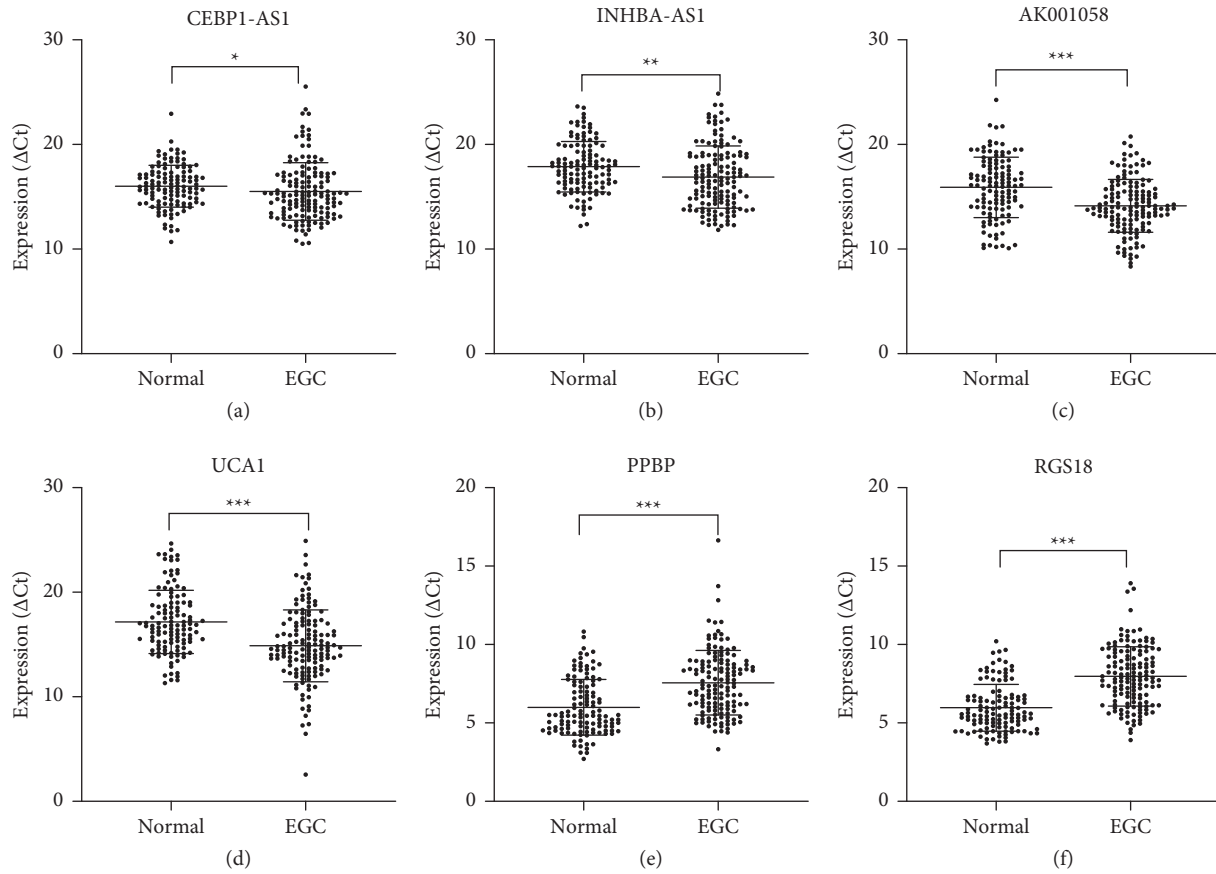 CEBP1-AS1
30
*
20
Expression (ΔCt)
10
0
Normal
EGC
(a)
INHBA-AS1
30
**
20
Expression (ΔCt)
10
0
Normal
EGC
(b)
AK001058
30
***
20
Expression (ΔCt)
10
0
Normal
EGC
(c)
UCA1
30
***
20
Expression (ΔCt)
10
0
Normal
EGC
(d)
PPBP
20
***
15
Expression (ΔCt)
10
5
0
Normal
EGC
(e)
RGS18
20
***
15
Expression (ΔCt)
10
5
0
Normal
EGC
(f)